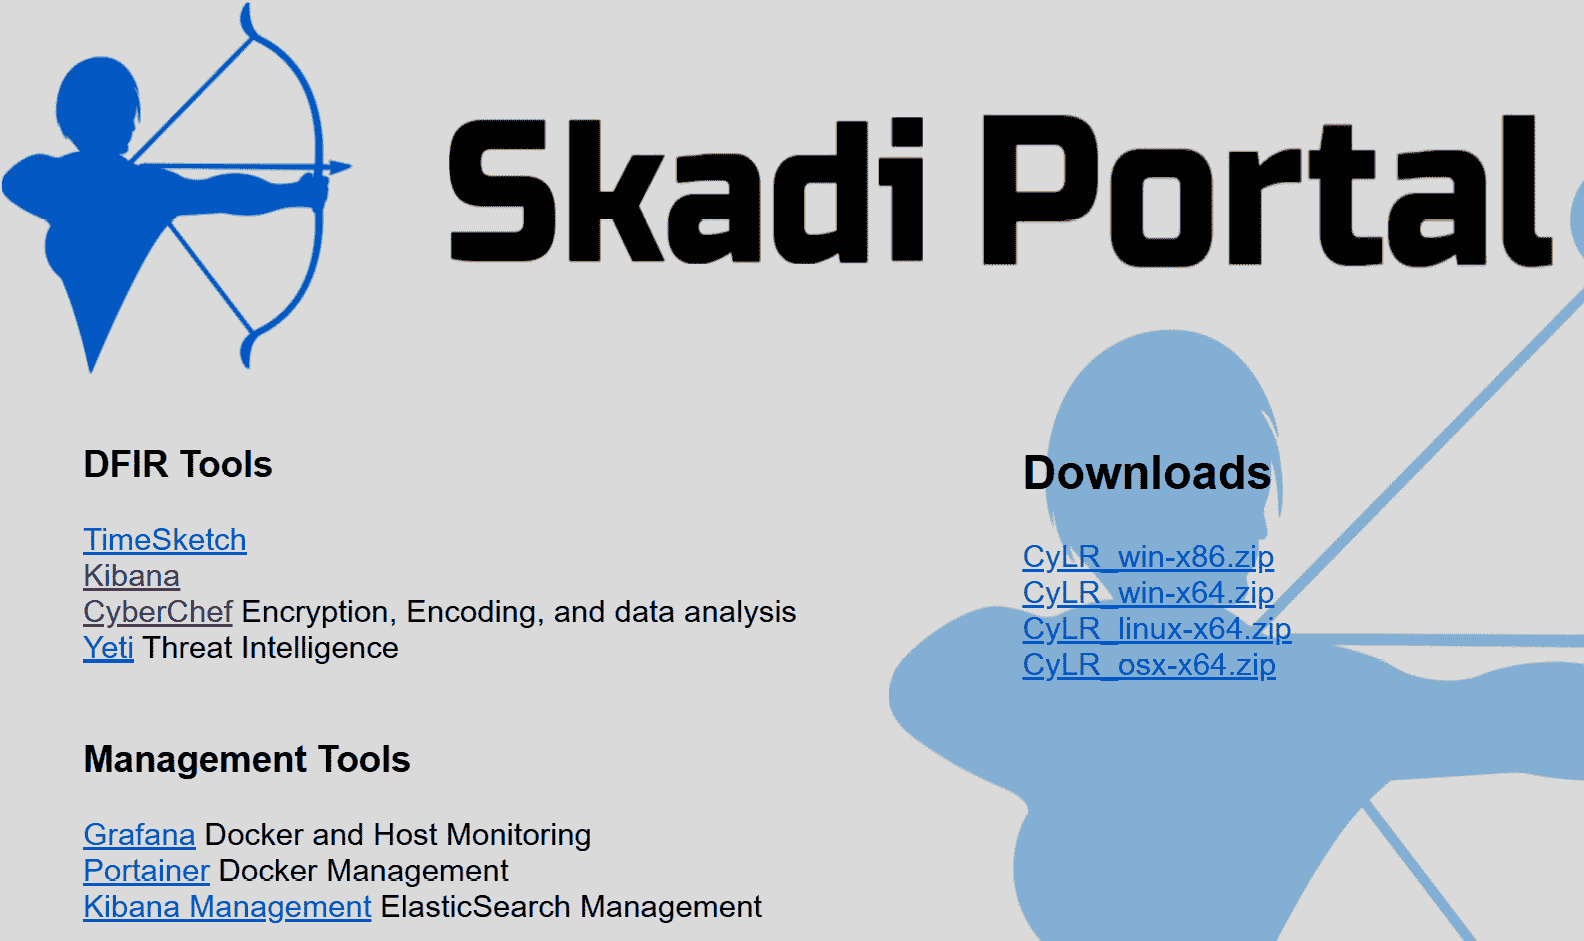 Skadi Portal
DFIR Tools
TimeSketch
Kibana
CyberChef Encryption, Encoding, and data analysis
Yeti Threat Intelligence
Management Tools
Grafana Docker and Host Monitoring
Portainer Docker Management
Kibana Management ElasticSearch Management
Downloads
CyLR_win-x86.zip
CyLR_win-x64.zip
CyLR_linux-x64.zip
CyLR_osx-x64.zip